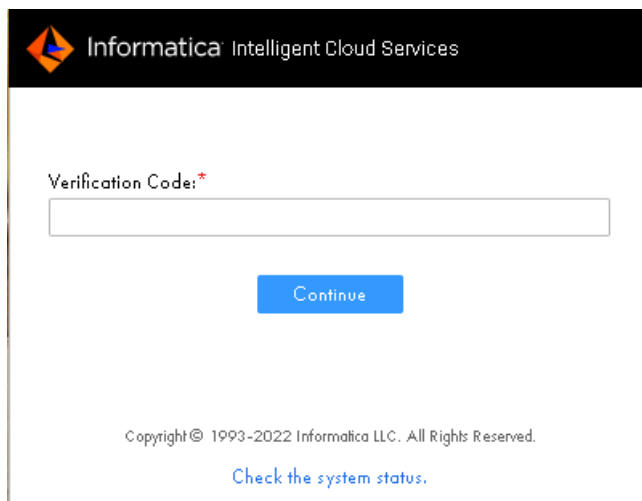 Informatica Intelligent Cloud Services
Verification Code:*
Continue
Copyright © 1993-2022 Informatica LLC. All Rights Reserved.
Check the system status.